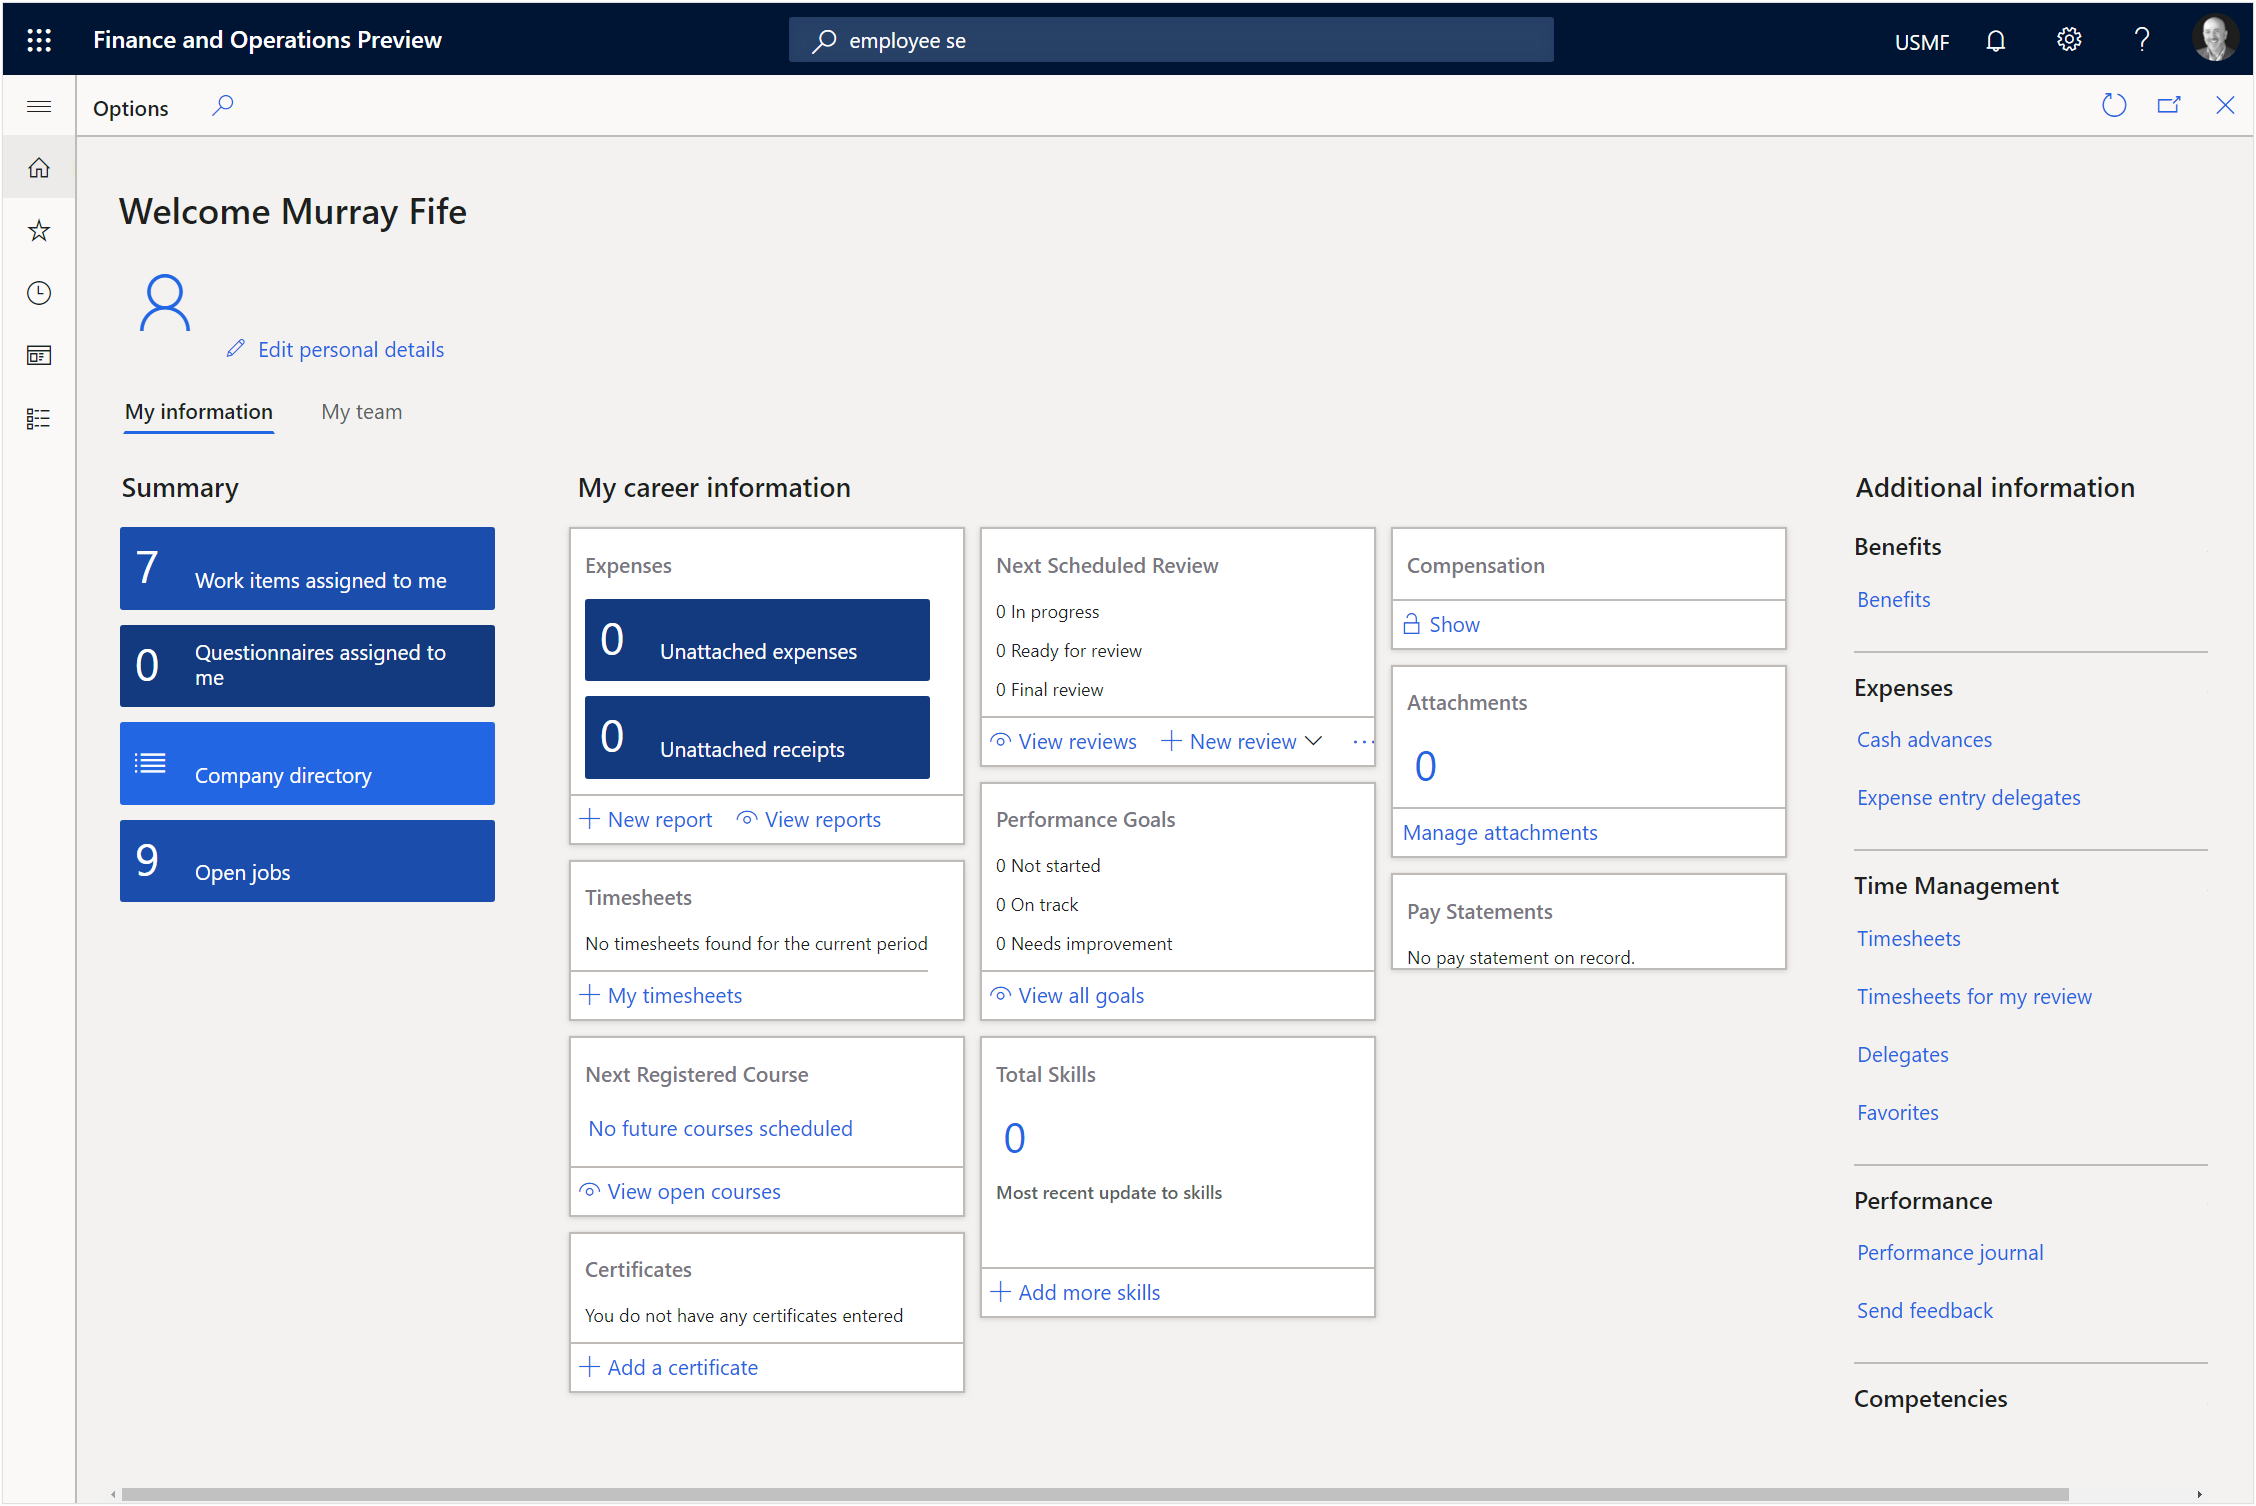 Finance and Operations Preview
employee se
USMF
Options
Welcome Murray Fife
Edit personal details
My information
My team
Summary
7
Work items assigned to me
0
Questionnaires assigned to
me
Company directory
9
Open jobs
My career information
Expenses
0
Unattached expenses
0
Unattached receipts
New report
View reports
Timesheets
No timesheets found for the current period
My timesheets
Next Registered Course
No future courses scheduled
View open courses
Certificates
You do not have any certificates entered
Add a certificate
Next Scheduled Review
0 In progress
0 Ready for review
0 Final review
View reviews
New review
...
Performance Goals
0 Not started
0 On track
0 Needs improvement
View all goals
Total Skills
0
Most recent update to skills
Add more skills
Compensation
Show
Attachments
0
Manage attachments
Pay Statements
No pay statement on record.
Additional information
Benefits
Benefits
Expenses
Cash advances
Expense entry delegates
Time Management
Timesheets
Timesheets for my review
Delegates
Favorites
Performance
Performance journal
Send feedback
Competencies